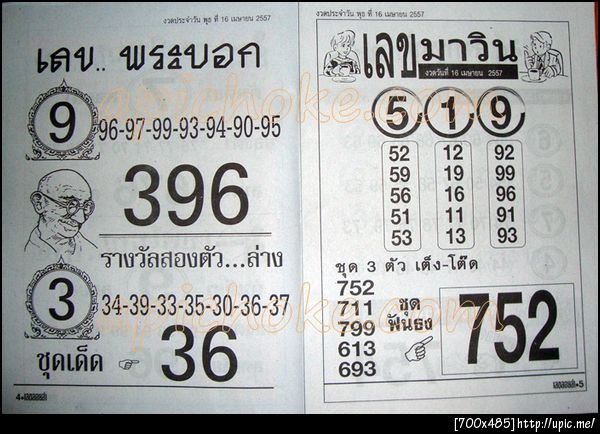 งวดประจำวัน พุธ ที่ 16 เมษายน 2557
เลข.. พระบอก
9
96-97-99-93-94-90-95
396
รางวัลสองตัว...ล่าง
3
34-39-33-35-30-36-37
ชุดเด็ด
36
4
งวดประจำวัน พุธ ที่ 16 เมษายน 2557
เลขมาวิน
งวดวันที่ 16 เมษายน 2557
5 1 9
52 12 92
59 19 99
56 16 96
51 11 91
53 13 93
ชุด 3 ตัว เต็ง-โต๊ด
752
711
799
613
693
ชุด
ฟันธง
752
5
apichoke.com
apichoke.com
[700x485]http://upic.me/